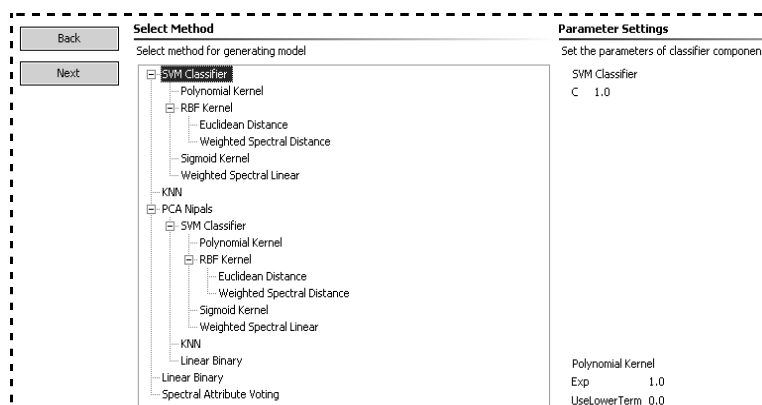 Back
Next
Select Method
Select method for generating model
SVM Classifier
Polynomial Kernel
RBF Kernel
Euclidean Distance
Weighted Spectral Distance
Sigmoid Kernel
Weighted Spectral Linear
KNN
PCA Nipals
SVM Classifier
Polynomial Kernel
RBF Kernel
Euclidean Distance
Weighted Spectral Distance
Sigmoid Kernel
Weighted Spectral Linear
KNN
Linear Binary
Linear Binary
Spectral Attribute Voting
Parameter Settings
Set the parameters of classifier componen
SVM Classifier
C 1.0
Polynomial Kernel
Exp 1.0
UseLowerTerm 0.0